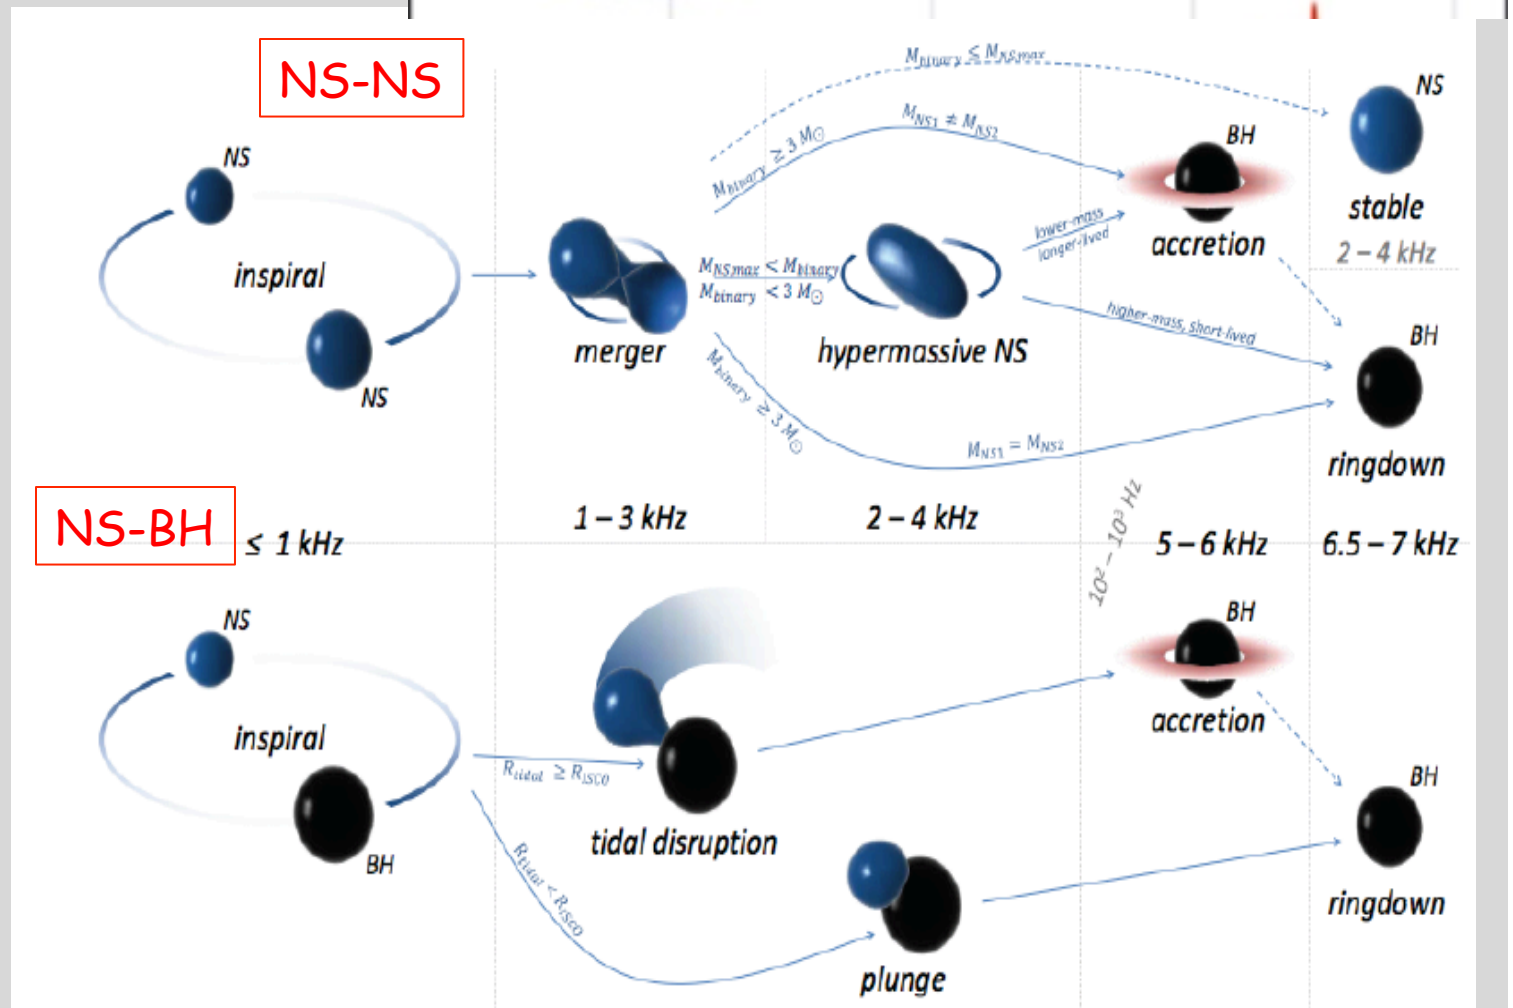 NS-NS
M_binary ≤ M_NSmax
NS
M_binary ≥ 3 M_⊙
M_NS1 ≠ M_NS2
BH
NS
stable
2 – 4 kHz
inspiral
lower-mass
longer-lived
accretion
M_NSmax < M_binary
M_binary < 3 M_⊙
higher-mass, short-lived
BH
merger
hypermassive NS
NS
M_binary ≥ 3 M_⊙
M_NS1 = M_NS2
ringdown
NS-BH
≤ 1 kHz
1 – 3 kHz
2 – 4 kHz
10² – 10³ Hz
5 – 6 kHz
6.5 – 7 kHz
NS
BH
inspiral
accretion
R_tidal ≥ R_ISCO
BH
tidal disruption
BH
R_tidal < R_ISCO
ringdown
plunge